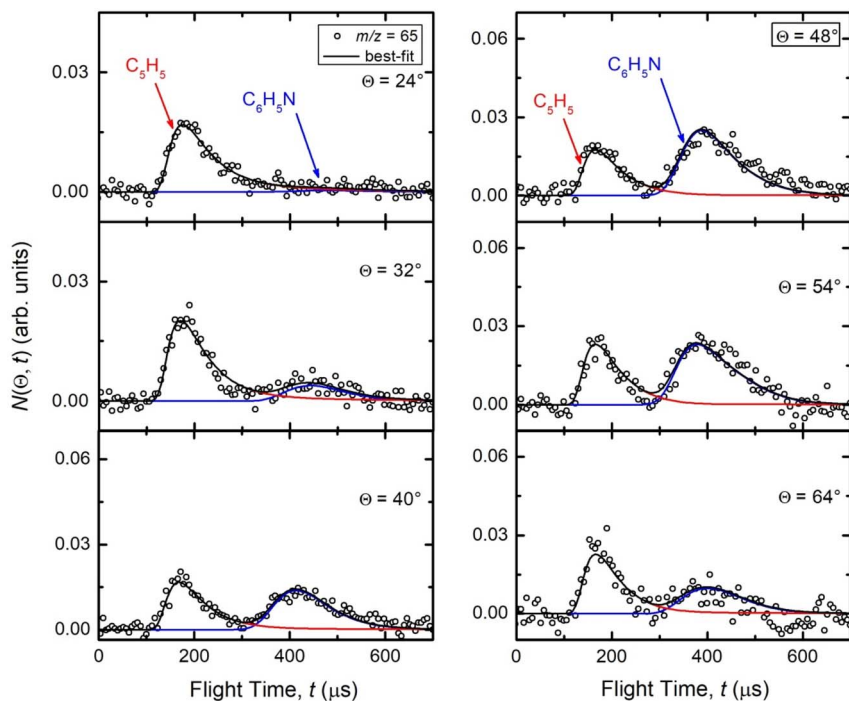 m/z = 65
best-fit
C₅H₅
C₆H₅N
Θ = 24°
0.03
0.00
Θ = 32°
0.03
0.00
Θ = 40°
0.06
0.03
0.00
0 200 400 600
Flight Time, t (μs)
N(Θ, t) (arb. units)
Θ = 48°
C₅H₅
C₆H₅N
0.06
0.03
0.00
Θ = 54°
0.06
0.03
0.00
Θ = 64°
0.06
0.03
0.00
0 200 400 600
Flight Time, t (μs)